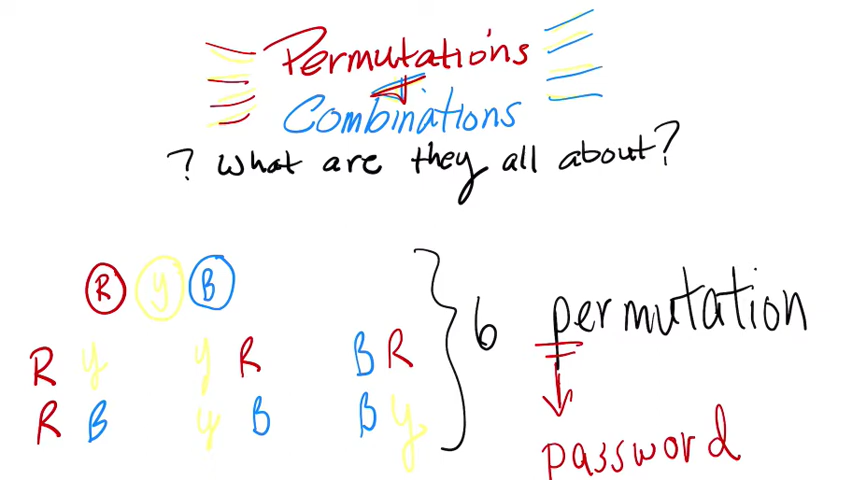 Permutations
+
Combinations
? What are they all about?
R Y B
R y y R B R
R B y B B y
6 permutation
password